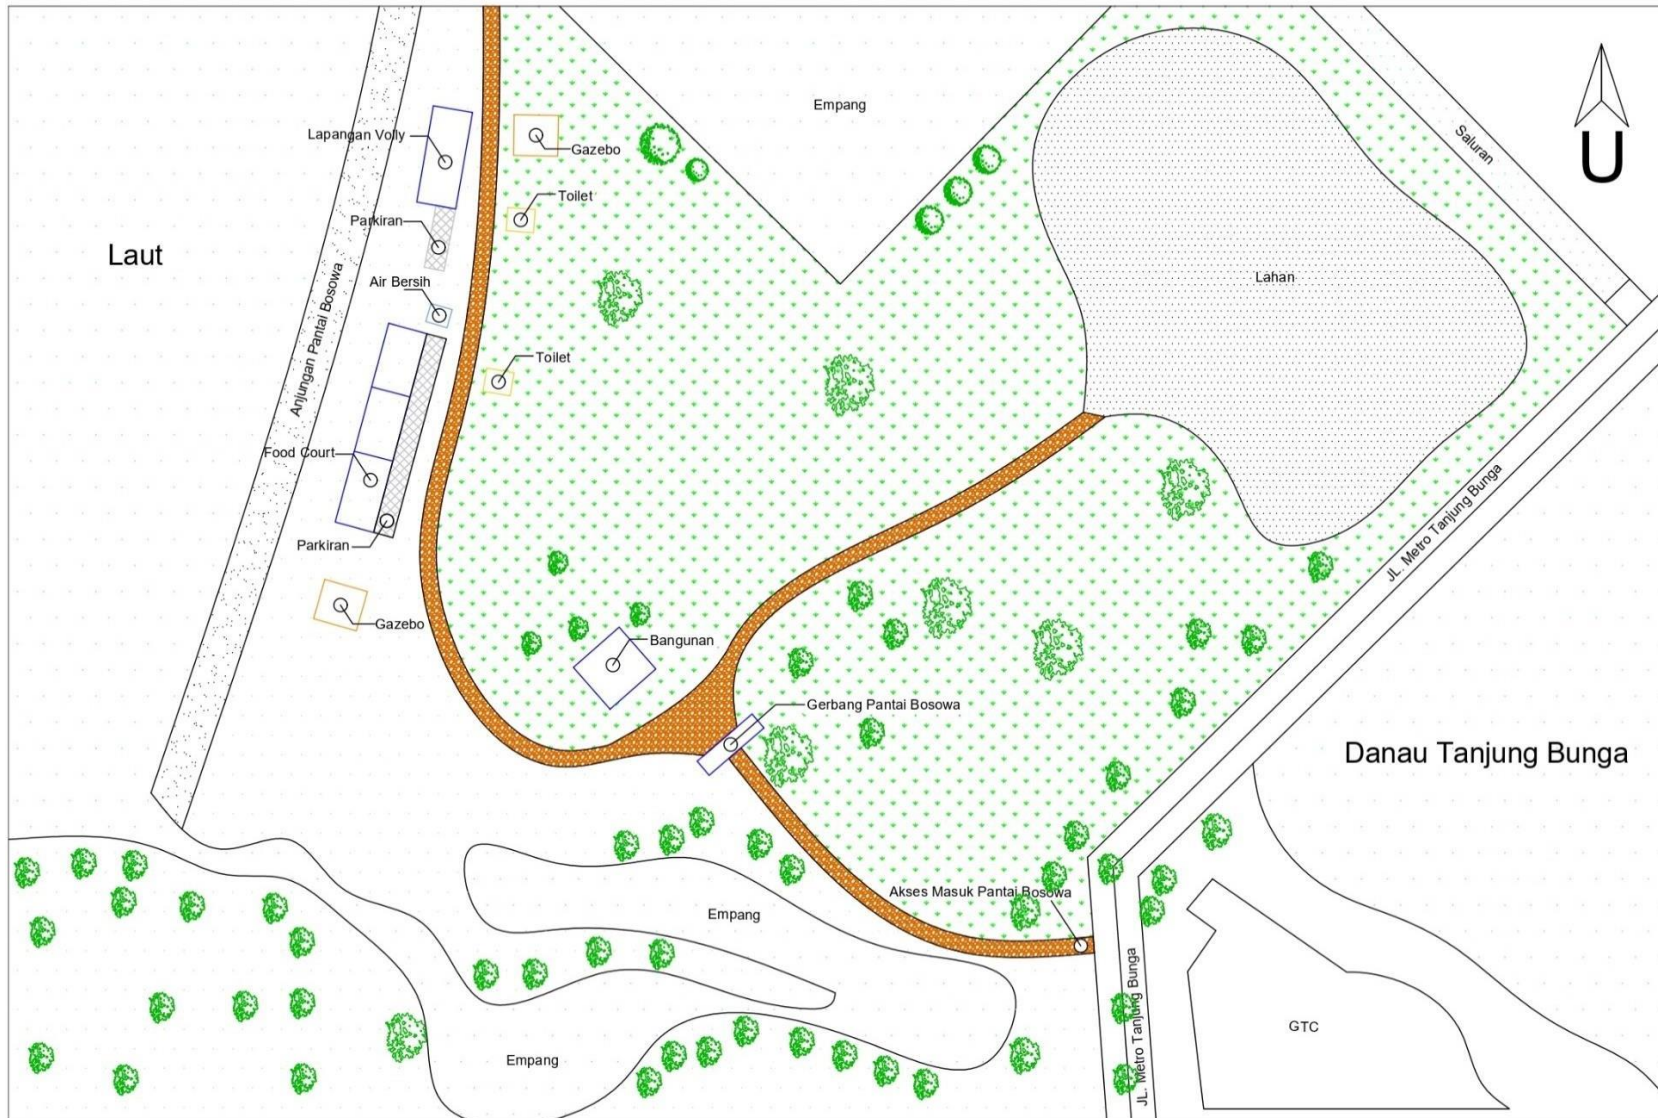 Empang
Saluran
U
Lapangan Volly
Gazebo
Toilet
Parkiran
Laut
Air Bersih
Lahan
Anjungan Pantai Bosowa
Toilet
Food Court
JL. Metro Tanjung Bunga
Parkiran
Gazebo
Bangunan
Gerbang Pantai Bosowa
Danau Tanjung Bunga
Akses Masuk Pantai Bosowa
Empang
JL. Metro Tanjung Bunga
GTC
Empang